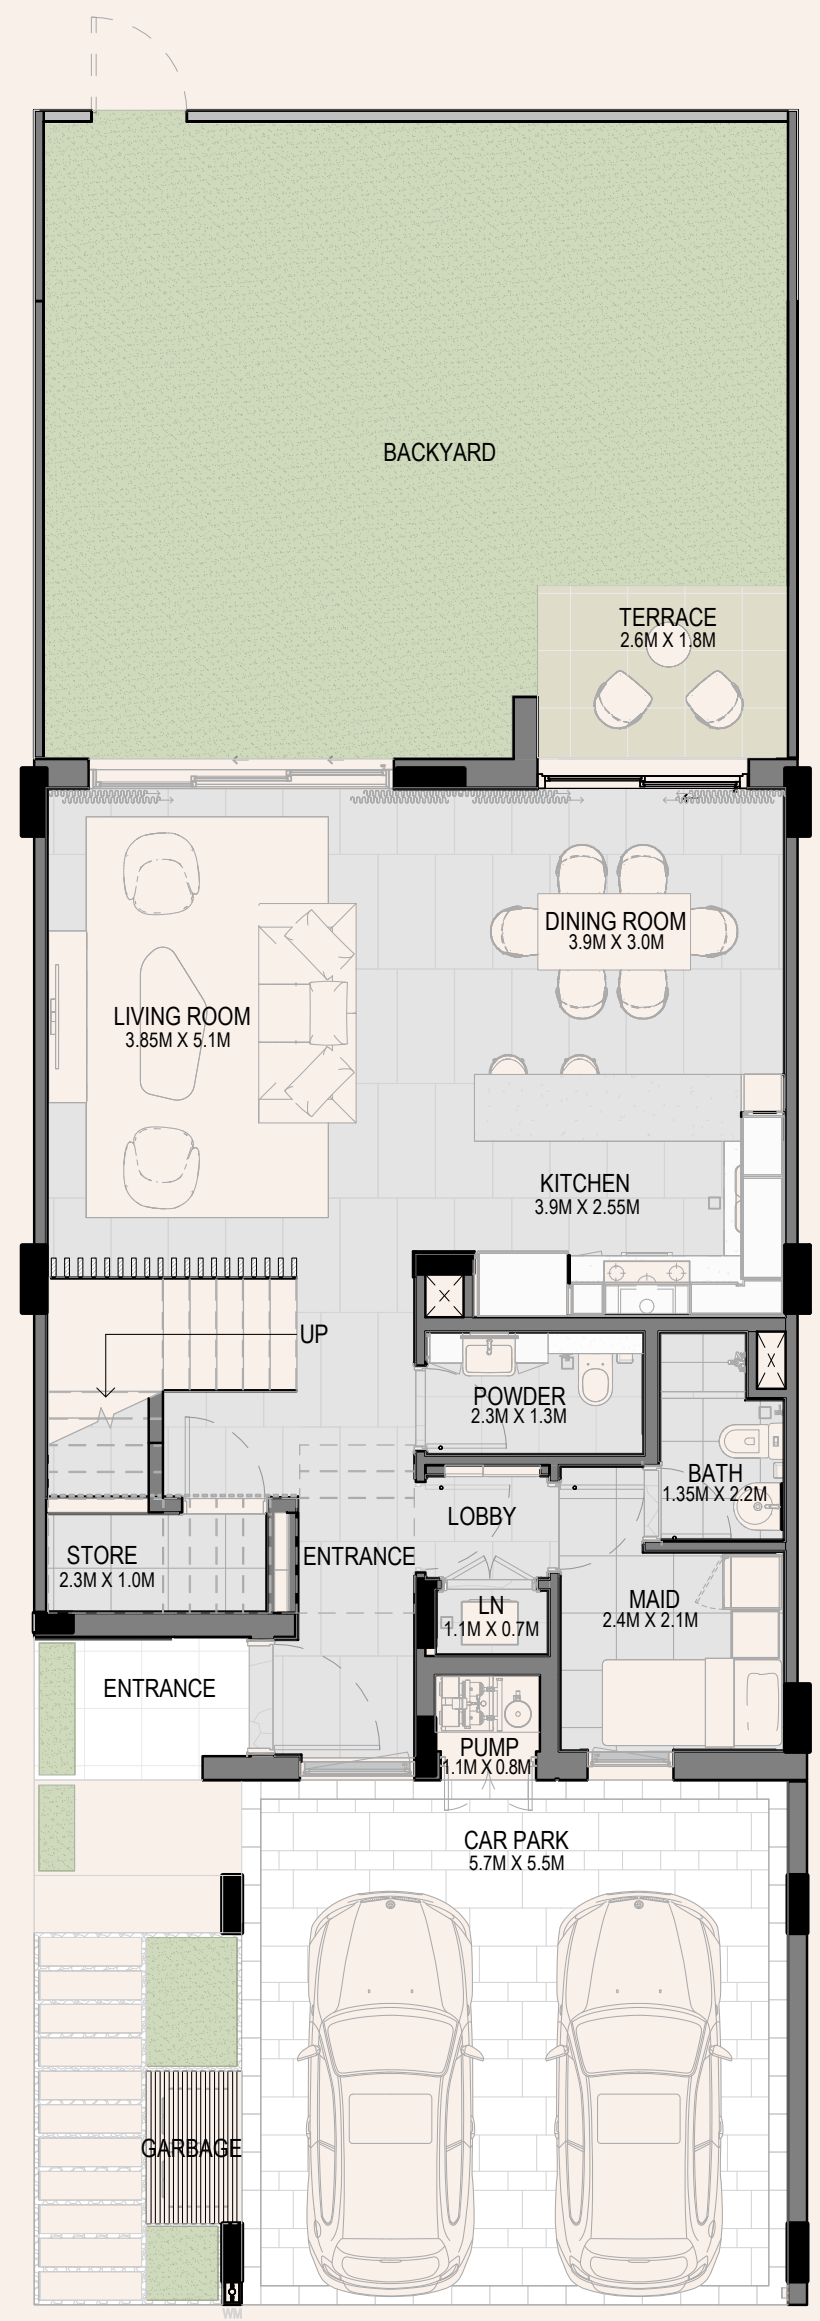 BACKYARD
TERRACE
2.6M X 1.8M
DINING ROOM
3.9M X 3.0M
LIVING ROOM
3.85M X 5.1M
KITCHEN
3.9M X 2.55M
UP
POWDER
2.3M X 1.3M
BATH
1.35M X 2.2M
LOBBY
STORE
2.3M X 1.0M
ENTRANCE
LN
1.1M X 0.7M
MAID
2.4M X 2.1M
ENTRANCE
PUMP
1.1M X 0.8M
CAR PARK
5.7M X 5.5M
GARBAGE
WM